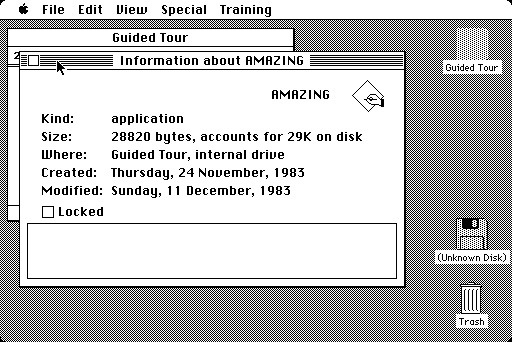 File Edit View Special Training
Guided Tour
2
Information about AMAZING
AMAZING
Kind: application
Size: 28820 bytes, accounts for 29K on disk
Where: Guided Tour, internal drive
Created: Thursday, 24 November, 1983
Modified: Sunday, 11 December, 1983
Locked
Guided Tour
(Unknown Disk)
Trash